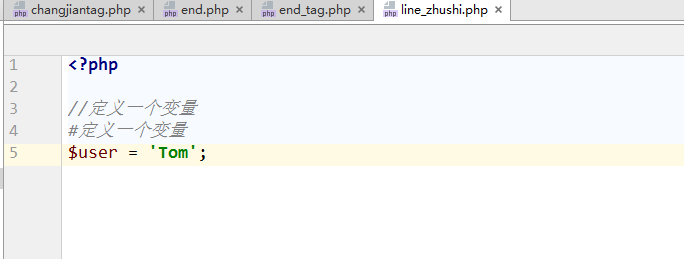 changjiantag.php × end.php × end_tag.php × line_zhushi.php ×
1 <?php
2
3 //定义一个变量
4 #定义一个变量
5 $user = 'Tom';